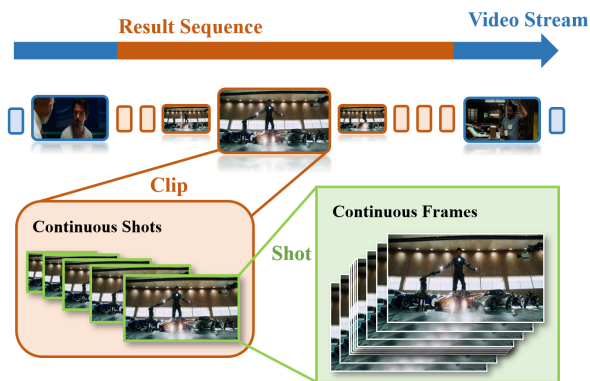 Video Stream
Result Sequence
Clip
Continuous Shots
Shot
Continuous Frames